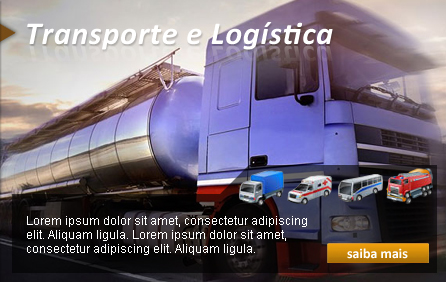 Transporte e Logística
Lorem ipsum dolor sit amet, consectetur adipiscing
elit. Aliquam ligula. Lorem ipsum dolor sit amet,
consectetur adipiscing elit. Aliquam ligula.
saiba mais